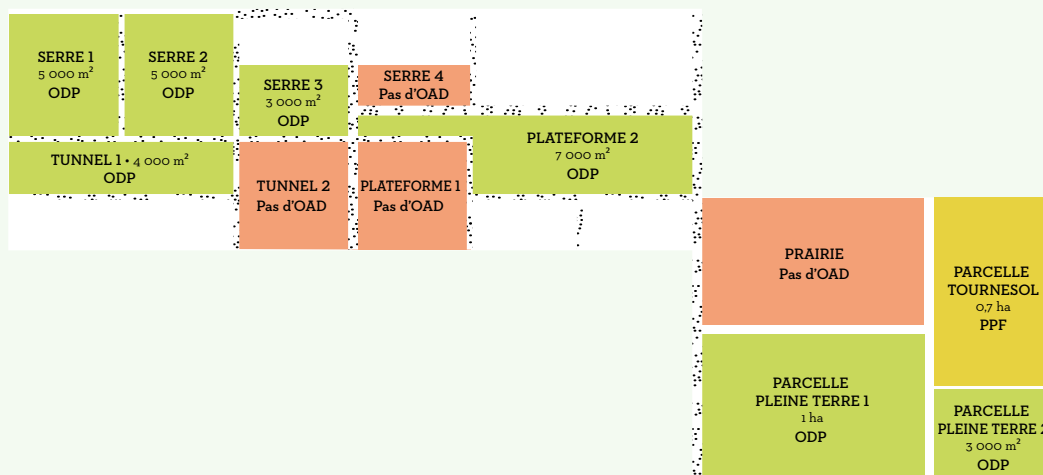 SERRE 1
5 000 m²
ODP
SERRE 2
5 000 m²
ODP
SERRE 3
3 000 m²
ODP
SERRE 4
Pas d'OAD
TUNNEL 1 • 4 000 m²
ODP
TUNNEL 2
Pas d'OAD
PLATEFORME 1
Pas d'OAD
PLATEFORME 2
7 000 m²
ODP
PRAIRIE
Pas d'OAD
PARCELLE
TOURNESOL
0,7 ha
PPF
PARCELLE
PLEINE TERRE 1
1 ha
ODP
PARCELLE
PLEINE TERRE 2
3 000 m²
ODP